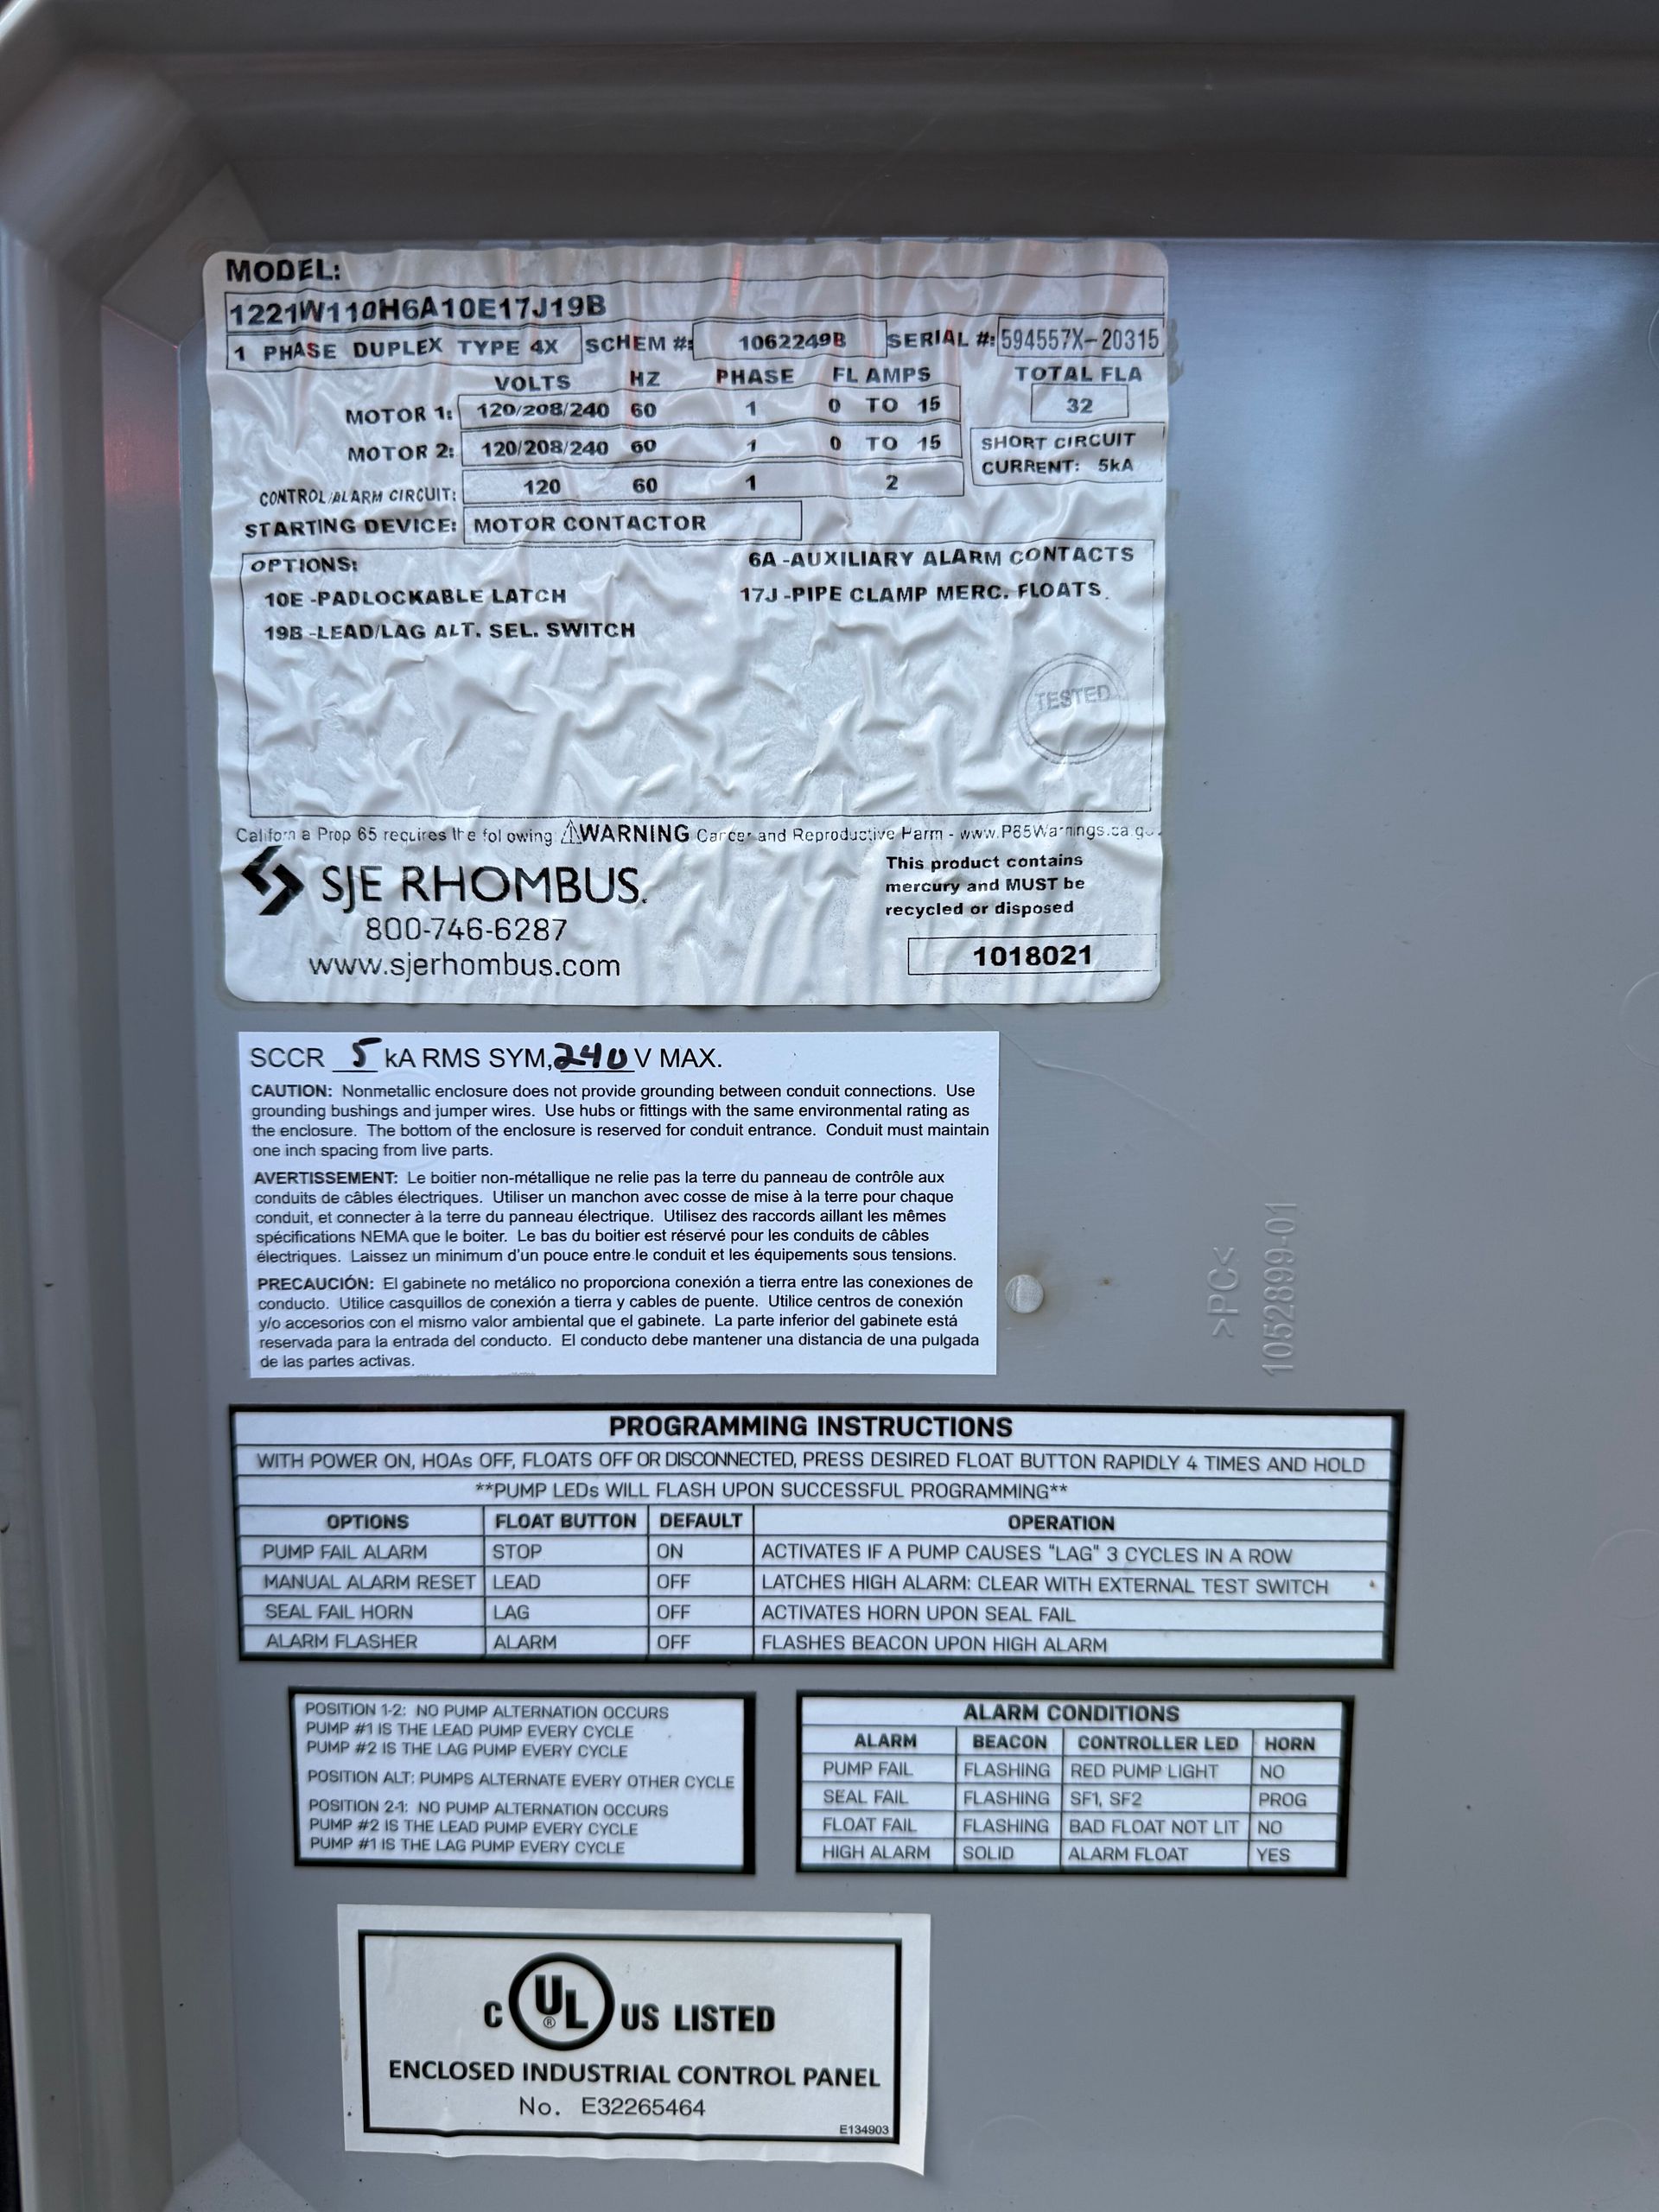 MODEL:
1221W110H6A10E17J19B
1 PHASE DUPLEX TYPE 4X SCHEM #: 1062249B SERIAL #: 594557X-20315
VOLTS HZ PHASE FL AMPS TOTAL FLA
MOTOR 1: 120/208/240 60 1 0 TO 15 32
MOTOR 2: 120/208/240 60 1 0 TO 15 SHORT CIRCUIT
CURRENT: 5kA
CONTROL/ALARM CIRCUIT: 120 60 1 2
STARTING DEVICE: MOTOR CONTACTOR
OPTIONS: 6A -AUXILIARY ALARM CONTACTS
10E -PADLOCKABLE LATCH 17J -PIPE CLAMP MERC. FLOATS.
19B -LEAD/LAG ALT. SEL. SWITCH
TESTED
California Prop 65 requires the following ⚠WARNING Cancer and Reproductive Harm - www.P65Warnings.ca.go
SJE RHOMBUS.
800-746-6287
www.sjerhombus.com
This product contains
mercury and MUST be
recycled or disposed
1018021
SCCR 5 kA RMS SYM, 240 V MAX.
CAUTION: Nonmetallic enclosure does not provide grounding between conduit connections. Use
grounding bushings and jumper wires. Use hubs or fittings with the same environmental rating as
the enclosure. The bottom of the enclosure is reserved for conduit entrance. Conduit must maintain
one inch spacing from live parts.
AVERTISSEMENT: Le boitier non-métallique ne relie pas la terre du panneau de contrôle aux
conduits de câbles électriques. Utiliser un manchon avec cosse de mise à la terre pour chaque
conduit, et connecter à la terre du panneau électrique. Utilisez des raccords aillant les mêmes
spécifications NEMA que le boiter. Le bas du boitier est réservé pour les conduits de câbles
électriques. Laissez un minimum d'un pouce entre le conduit et les équipements sous tensions.
PRECAUCIÓN: El gabinete no metálico no proporciona conexión a tierra entre las conexiones de
conducto. Utilice casquillos de conexión a tierra y cables de puente. Utilice centros de conexión
y/o accesorios con el mismo valor ambiental que el gabinete. La parte inferior del gabinete está
reservada para la entrada del conducto. El conducto debe mantener una distancia de una pulgada
de las partes activas.
>PC<
1052899-01
PROGRAMMING INSTRUCTIONS
WITH POWER ON, HOAs OFF, FLOATS OFF OR DISCONNECTED, PRESS DESIRED FLOAT BUTTON RAPIDLY 4 TIMES AND HOLD
**PUMP LEDs WILL FLASH UPON SUCCESSFUL PROGRAMMING**
OPTIONS FLOAT BUTTON DEFAULT OPERATION
PUMP FAIL ALARM STOP ON ACTIVATES IF A PUMP CAUSES "LAG" 3 CYCLES IN A ROW
MANUAL ALARM RESET LEAD OFF LATCHES HIGH ALARM: CLEAR WITH EXTERNAL TEST SWITCH
SEAL FAIL HORN LAG OFF ACTIVATES HORN UPON SEAL FAIL
ALARM FLASHER ALARM OFF FLASHES BEACON UPON HIGH ALARM
POSITION 1-2: NO PUMP ALTERNATION OCCURS
PUMP #1 IS THE LEAD PUMP EVERY CYCLE
PUMP #2 IS THE LAG PUMP EVERY CYCLE
POSITION ALT: PUMPS ALTERNATE EVERY OTHER CYCLE
POSITION 2-1: NO PUMP ALTERNATION OCCURS
PUMP #2 IS THE LEAD PUMP EVERY CYCLE
PUMP #1 IS THE LAG PUMP EVERY CYCLE
ALARM CONDITIONS
ALARM BEACON CONTROLLER LED HORN
PUMP FAIL FLASHING RED PUMP LIGHT NO
SEAL FAIL FLASHING SF1, SF2 PROG
FLOAT FAIL FLASHING BAD FLOAT NOT LIT NO
HIGH ALARM SOLID ALARM FLOAT YES
C UL ® US LISTED
ENCLOSED INDUSTRIAL CONTROL PANEL
No. E32265464
E134903